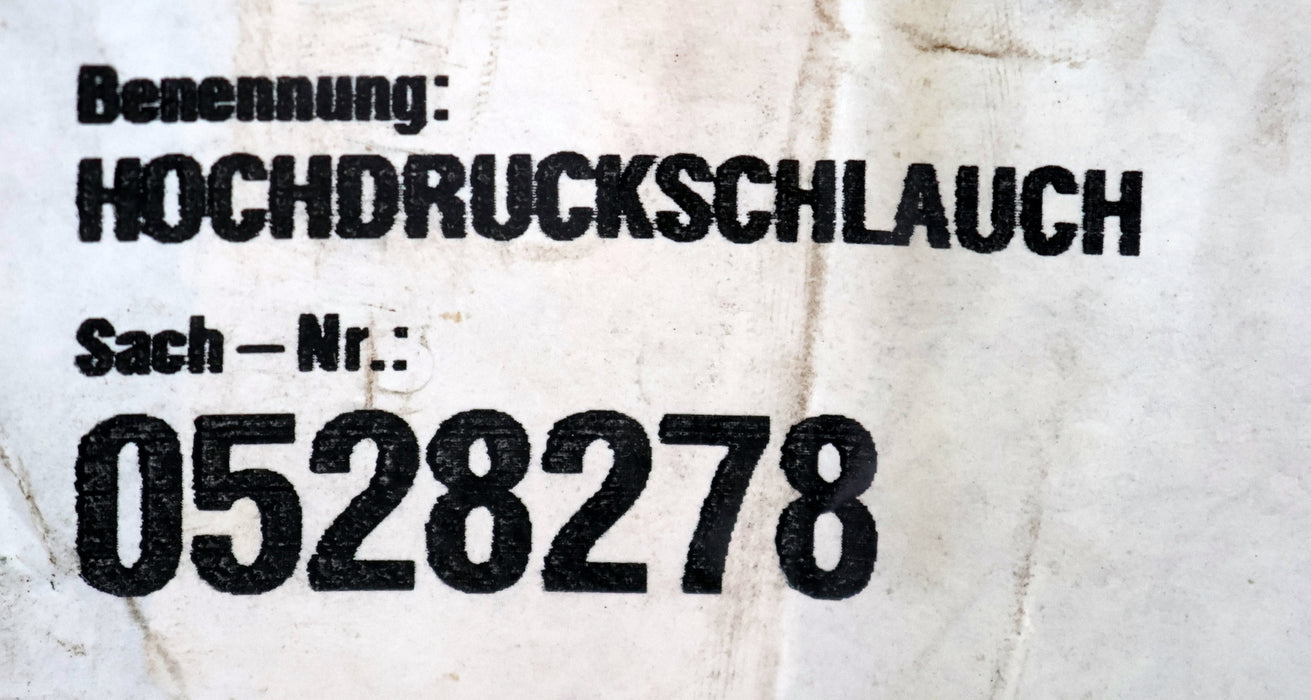 Benennung:
HOCHDRUCKSCHLAUCH
Sach – Nr.:
0528278